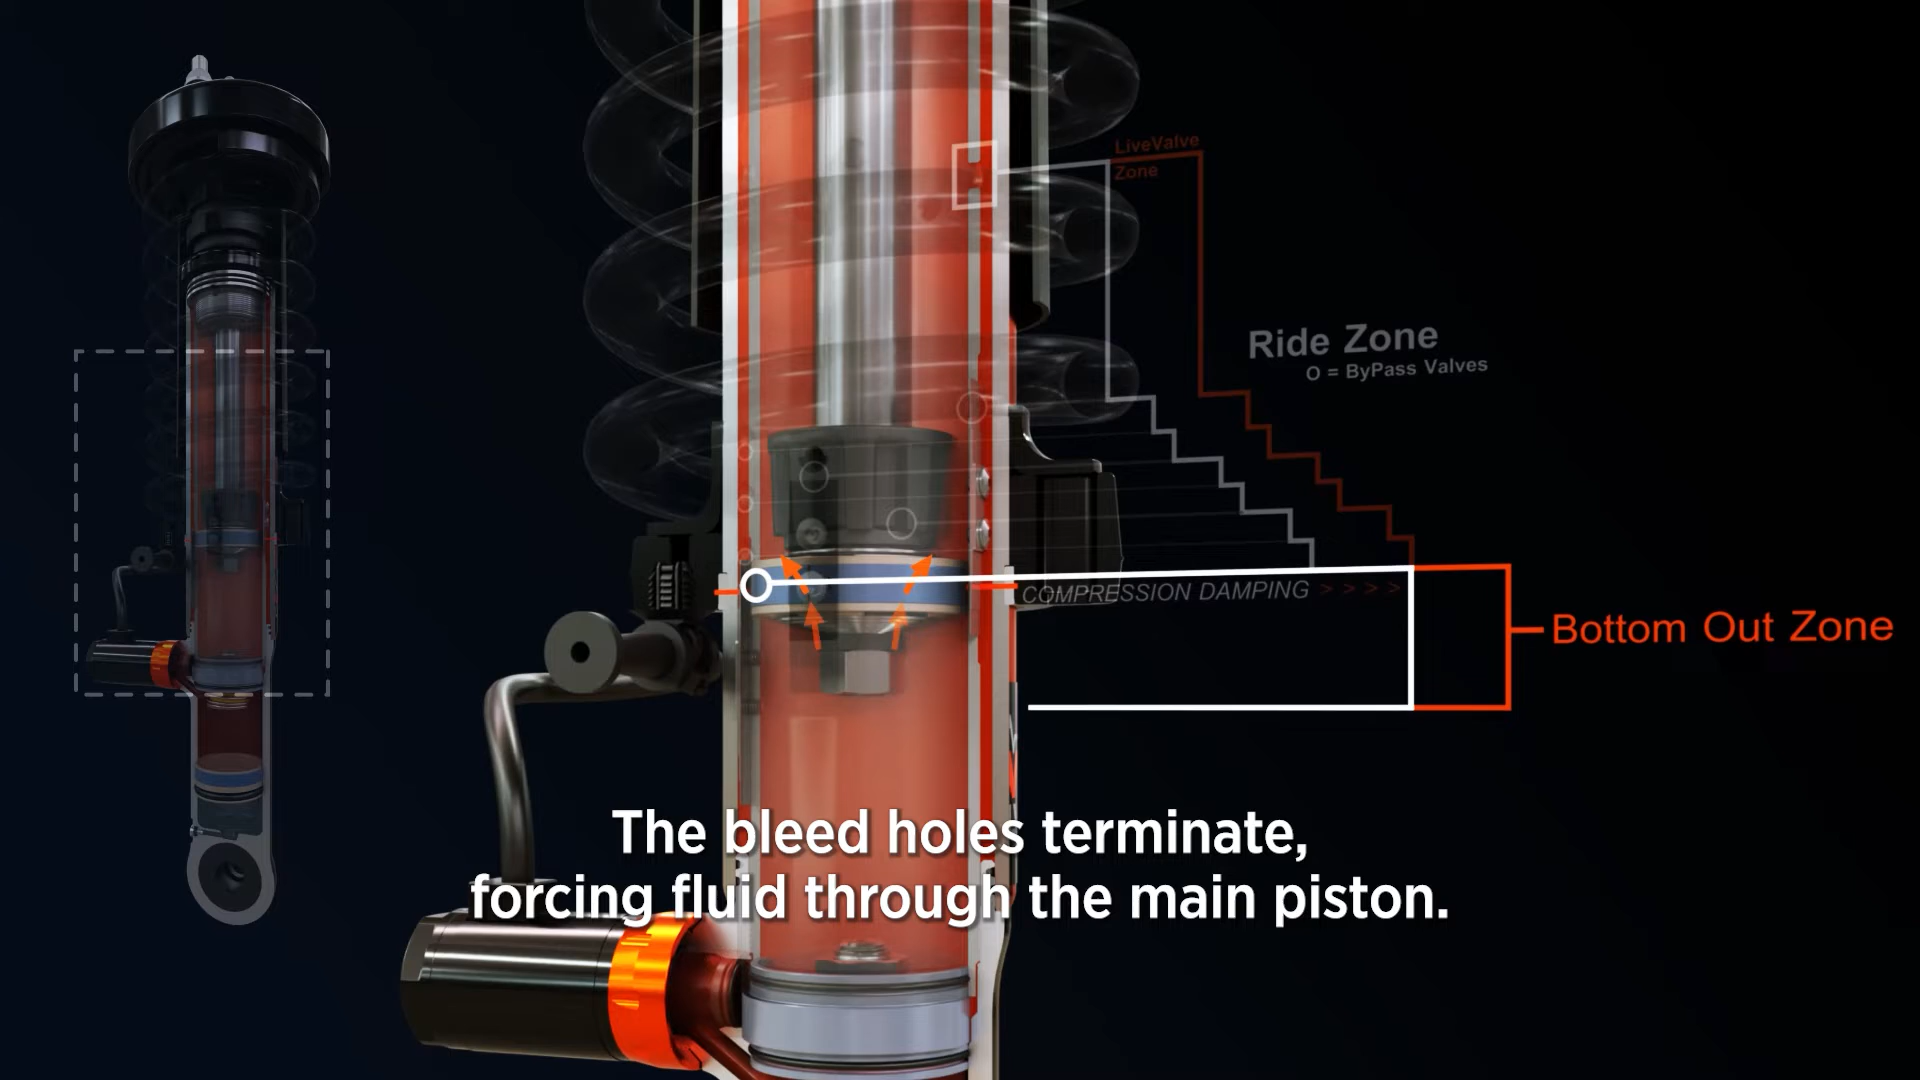 LiveValve
Zone
Ride Zone
O = ByPass Valves
COMPRESSION DAMPING > > > >
Bottom Out Zone
The bleed holes terminate,
forcing fluid through the main piston.